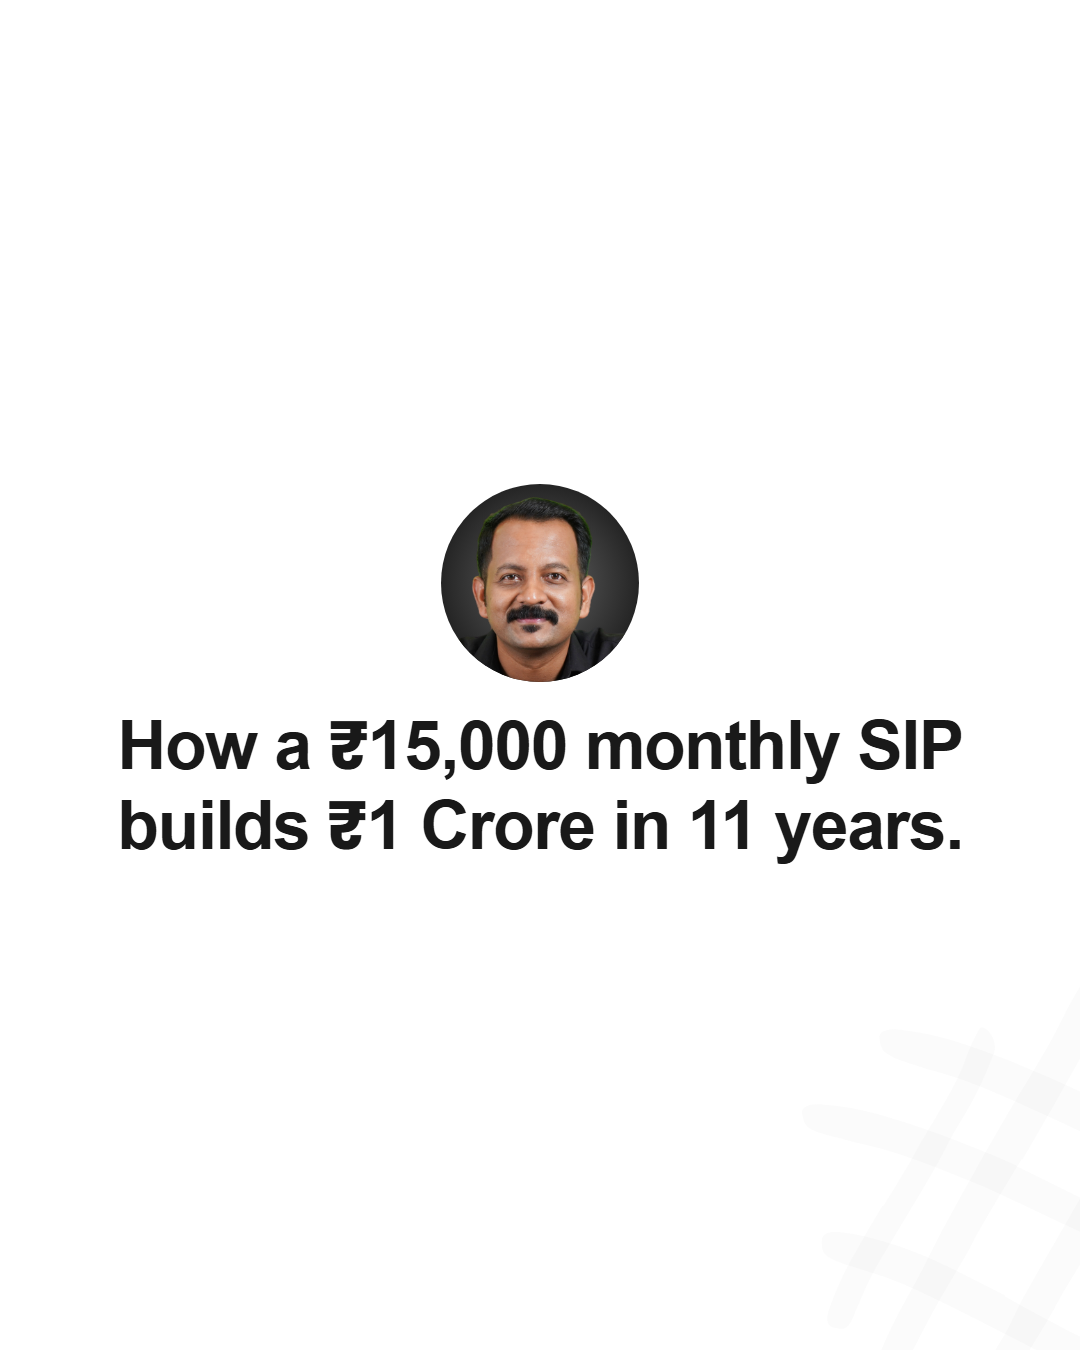 How a ₹15,000 monthly SIP
builds ₹1 Crore in 11 years.